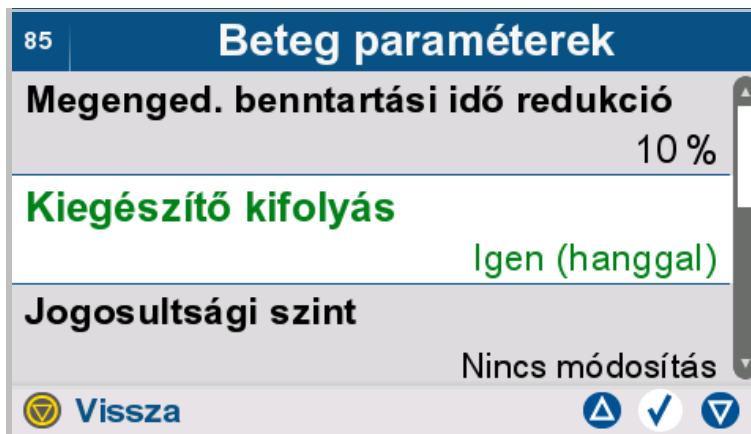 85
Beteg paraméterek
Megenged. benntartási idő redukció
10 %
Kiegészítő kifolyás
Igen (hanggal)
Jogosultsági szint
Nincs módosítás
Vissza